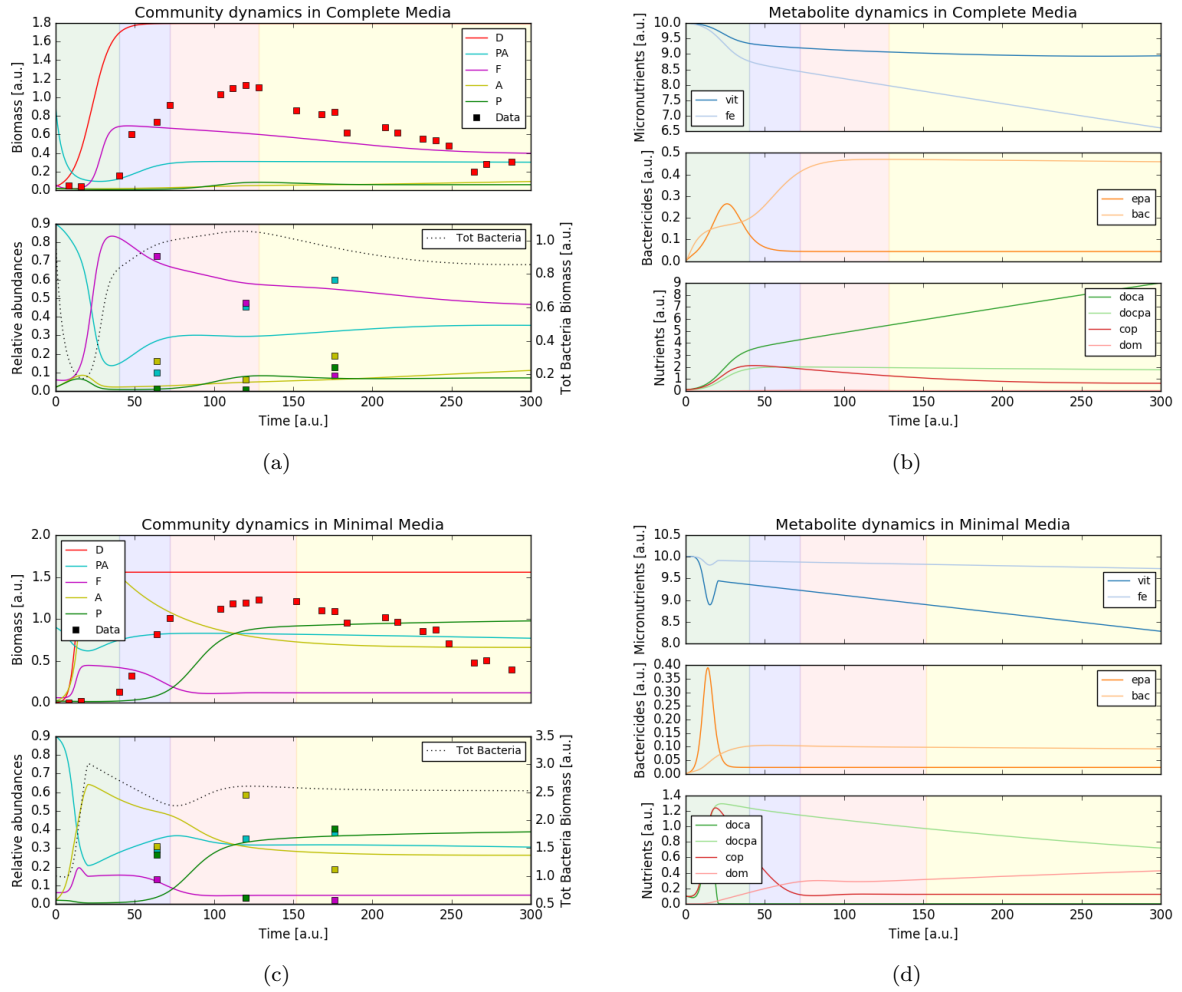 Community dynamics in Complete Media
Biomass [a.u.]
1.8
1.6
1.4
1.2
1.0
0.8
0.6
0.4
0.2
0.0
D
PA
F
A
P
Data
Relative abundances
0.9
0.8
0.7
0.6
0.5
0.4
0.3
0.2
0.1
0.0
Tot Bacteria
1.0
0.8
0.6
0.4
0.2
Tot Bacteria Biomass [a.u.]
0 50 100 150 200 250 300
Time [a.u.]
(a)
Metabolite dynamics in Complete Media
Micronutrients [a.u.]
10.0
9.5
9.0
8.5
8.0
7.5
7.0
6.5
vit
fe
Bactericides [a.u.]
0.5
0.4
0.3
0.2
0.1
0.0
epa
bac
Nutrients [a.u.]
9
8
7
6
5
4
3
2
1
0
doca
docpa
cop
dom
0 50 100 150 200 250 300
Time [a.u.]
(b)
Community dynamics in Minimal Media
Biomass [a.u.]
2.0
1.5
1.0
0.5
0.0
D
PA
F
A
P
Data
Relative abundances
0.9
0.8
0.7
0.6
0.5
0.4
0.3
0.2
0.1
0.0
Tot Bacteria
3.5
3.0
2.5
2.0
1.5
1.0
0.5
Tot Bacteria Biomass [a.u.]
0 50 100 150 200 250 300
Time [a.u.]
(c)
Metabolite dynamics in Minimal Media
Micronutrients [a.u.]
10.5
10.0
9.5
9.0
8.5
8.0
vit
fe
Bactericides [a.u.]
0.40
0.35
0.30
0.25
0.20
0.15
0.10
0.05
0.00
epa
bac
Nutrients [a.u.]
1.4
1.2
1.0
0.8
0.6
0.4
0.2
0.0
doca
docpa
cop
dom
0 50 100 150 200 250 300
Time [a.u.]
(d)